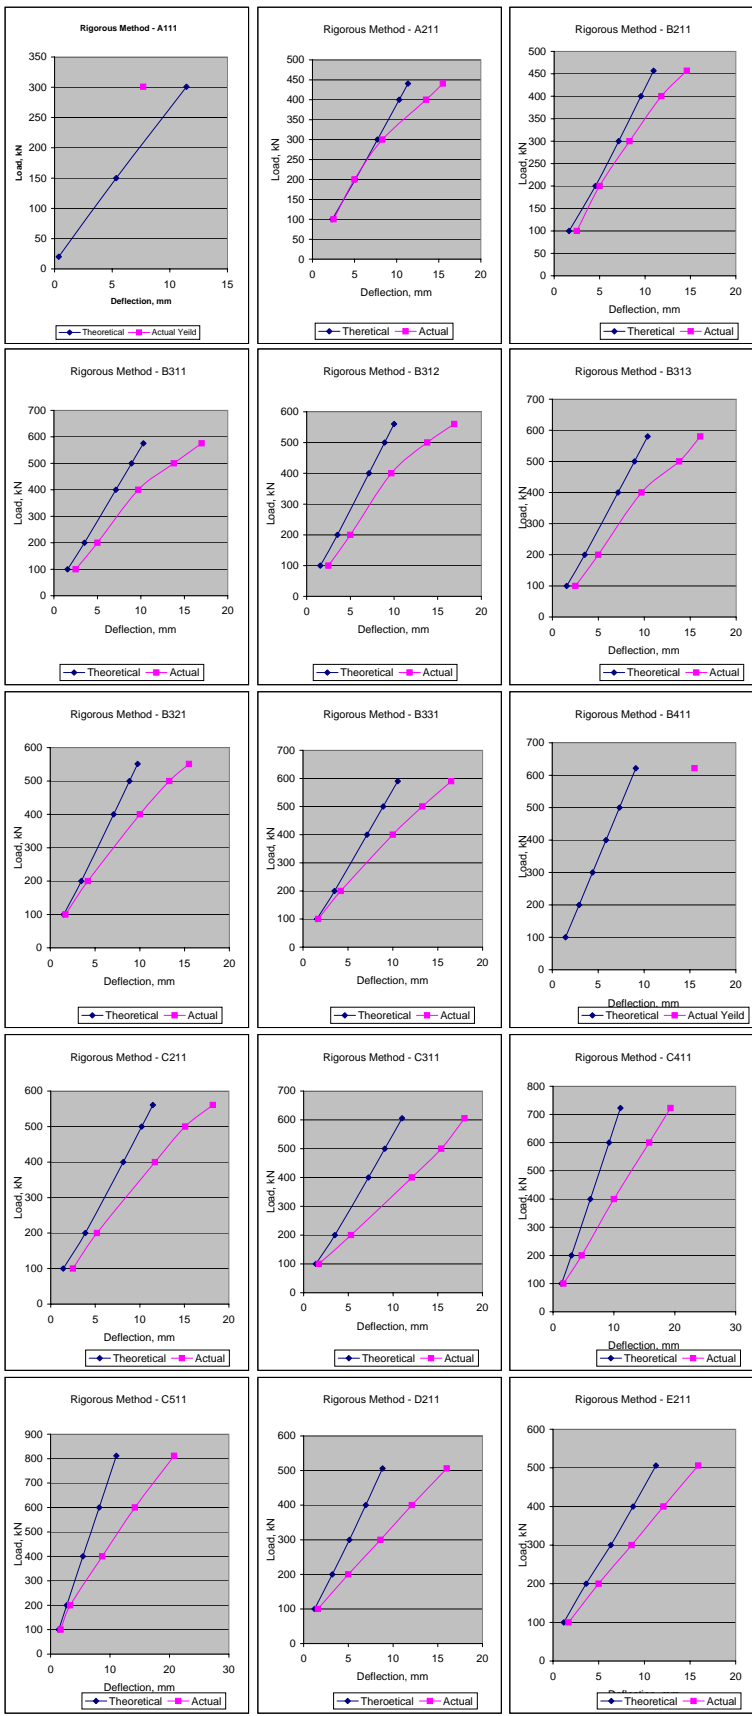 Rigorous Method - A111
350
300
250
200
150
100
50
0
Load, kN
0 5 10 15
Deflection, mm
Theoretical Actual Yeild
Rigorous Method - A211
500
450
400
350
300
250
200
150
100
50
0
Load, kN
0 5 10 15 20
Deflection, mm
Theretical Actual
Rigorous Method - B211
500
450
400
350
300
250
200
150
100
50
0
Load, kN
0 5 10 15 20
Deflection, mm
Theretical Actual
Rigorous Method - B311
700
600
500
400
300
200
100
0
Load, kN
0 5 10 15 20
Deflection, mm
Theoretical Actual
Rigorous Method - B312
600
500
400
300
200
100
0
Load, kN
0 5 10 15 20
Deflection, mm
Theoretical Actual
Rigorous Method - B313
700
600
500
400
300
200
100
0
Load, kN
0 5 10 15 20
Deflection, mm
Theoretical Actual
Rigorous Method - B321
600
500
400
300
200
100
0
Load, kN
0 5 10 15 20
Deflection, mm
Theoretical Actual
Rigorous Method - B331
700
600
500
400
300
200
100
0
Load, kN
0 5 10 15 20
Deflection, mm
Theoretical Actual
Rigorous Method - B411
700
600
500
400
300
200
100
0
Load, kN
0 5 10 15 20
Deflection, mm
Theoretical Actual Yeild
Rigorous Method - C211
600
500
400
300
200
100
0
Load, kN
0 5 10 15 20
Deflection, mm
Theoretical Actual
Rigorous Method - C311
700
600
500
400
300
200
100
0
Load, kN
0 5 10 15 20
Deflection, mm
Theoretical Actual
Rigorous Method - C411
800
700
600
500
400
300
200
100
0
Load, kN
0 10 20 30
Deflection, mm
Theoretical Actual
Rigorous Method - C511
900
800
700
600
500
400
300
200
100
0
Load, kN
0 10 20 30
Deflection, mm
Theoretical Actual
Rigorous Method - D211
600
500
400
300
200
100
0
Load, kN
0 5 10 15 20
Deflection, mm
Theroetical Actual
Rigorous Method - E211
600
500
400
300
200
100
0
Load, kN
0 5 10 15 20
Deflection, mm
Theoretical Actual